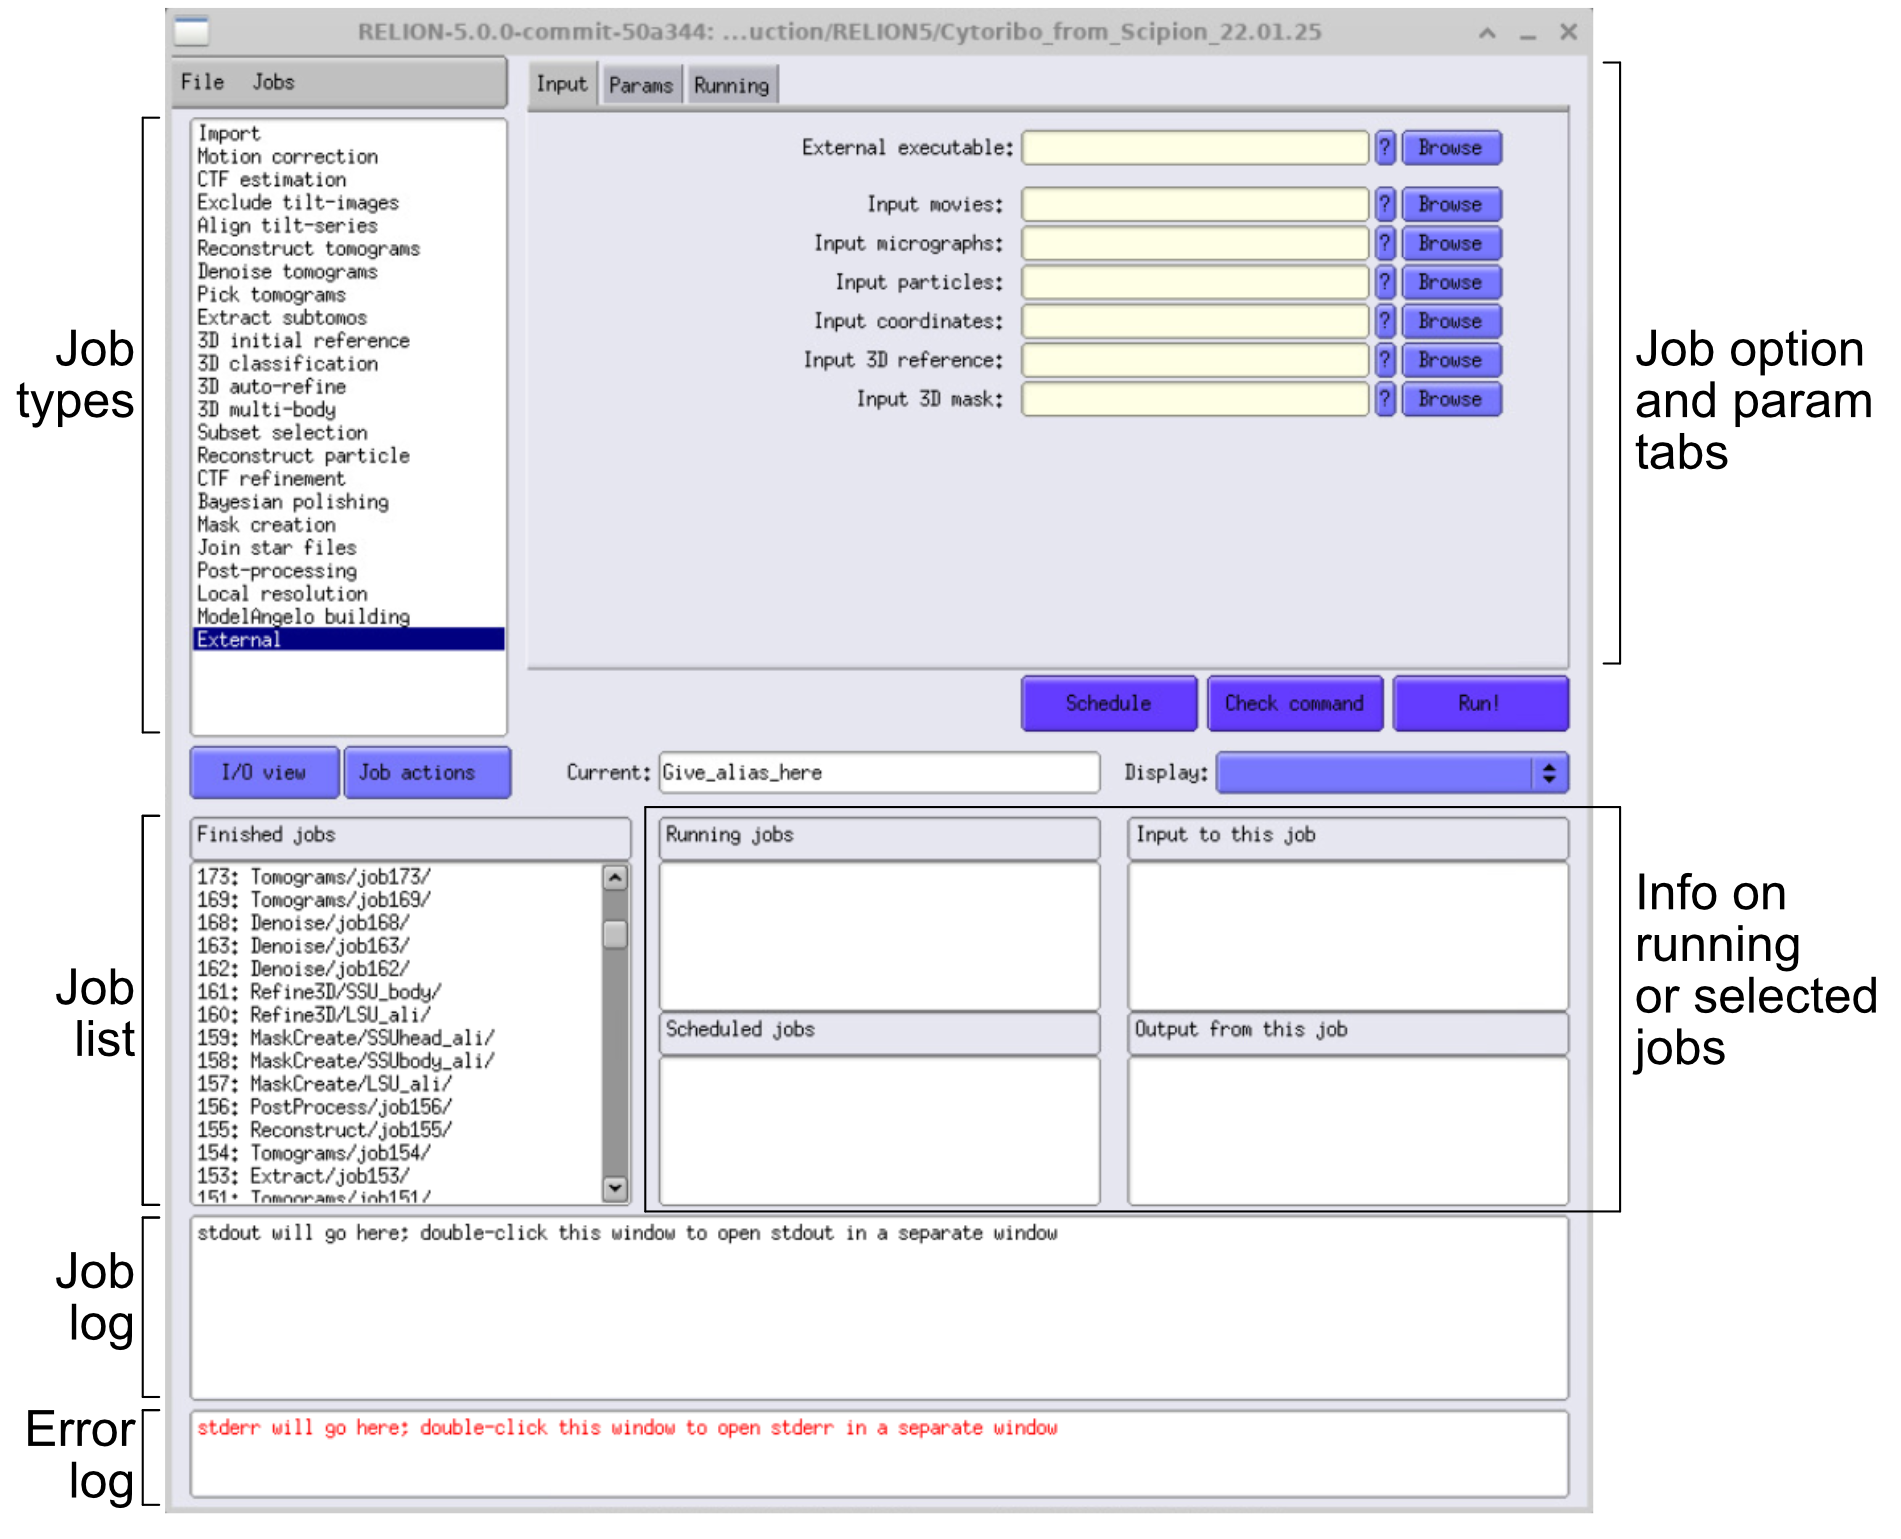 RELION-5.0.0-commit-50a344: ...uction/RELION5/Cytoribo_from_Scipion_22.01.25
File Jobs
Input Params Running
Job types
Import
Motion correction
CTF estimation
Exclude tilt-images
Align tilt-series
Reconstruct tomograms
Denoise tomograms
Pick tomograms
Extract subtomos
3D initial reference
3D classification
3D auto-refine
3D multi-body
Subset selection
Reconstruct particle
CTF refinement
Bayesian polishing
Mask creation
Join star files
Post-processing
Local resolution
ModelAngelo building
External
External executable: ? Browse
Input movies: ? Browse
Input micrographs: ? Browse
Input particles: ? Browse
Input coordinates: ? Browse
Input 3D reference: ? Browse
Input 3D mask: ? Browse
Job option
and param
tabs
Schedule Check command Run!
I/O view Job actions Current: Give_alias_here Display:
Job
list
Finished jobs
173: Tomograms/job173/
169: Tomograms/job169/
168: Denoise/job168/
163: Denoise/job163/
162: Denoise/job162/
161: Refine3D/SSU_body/
160: Refine3D/LSU_ali/
159: MaskCreate/SSUhead_ali/
158: MaskCreate/SSUbody_ali/
157: MaskCreate/LSU_ali/
156: PostProcess/job156/
155: Reconstruct/job155/
154: Tomograms/job154/
153: Extract/job153/
151: Tomograms/job151/
Running jobs
Input to this job
Scheduled jobs
Output from this job
Info on
running
or selected
jobs
Job
log
stdout will go here; double-click this window to open stdout in a separate window
Error
log
stderr will go here; double-click this window to open stderr in a separate window